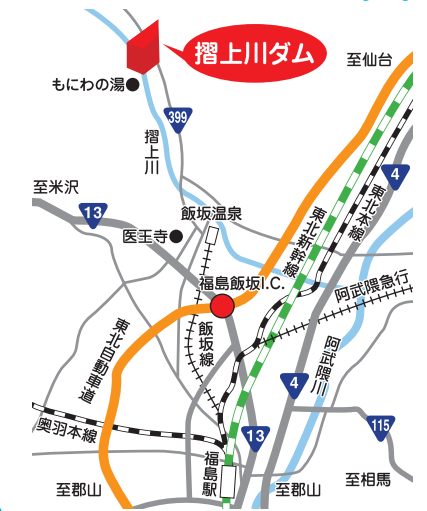 摺上川ダム
至仙台
もにわの湯
399
摺上川
4
至米沢
13
東北本線
飯坂温泉
東北新幹線
医王寺
福島飯坂I.C.
阿武隈急行
飯坂線
東北自動車道
阿武隈川
4
115
奥羽本線
13
福島駅
至郡山
至郡山
至相馬